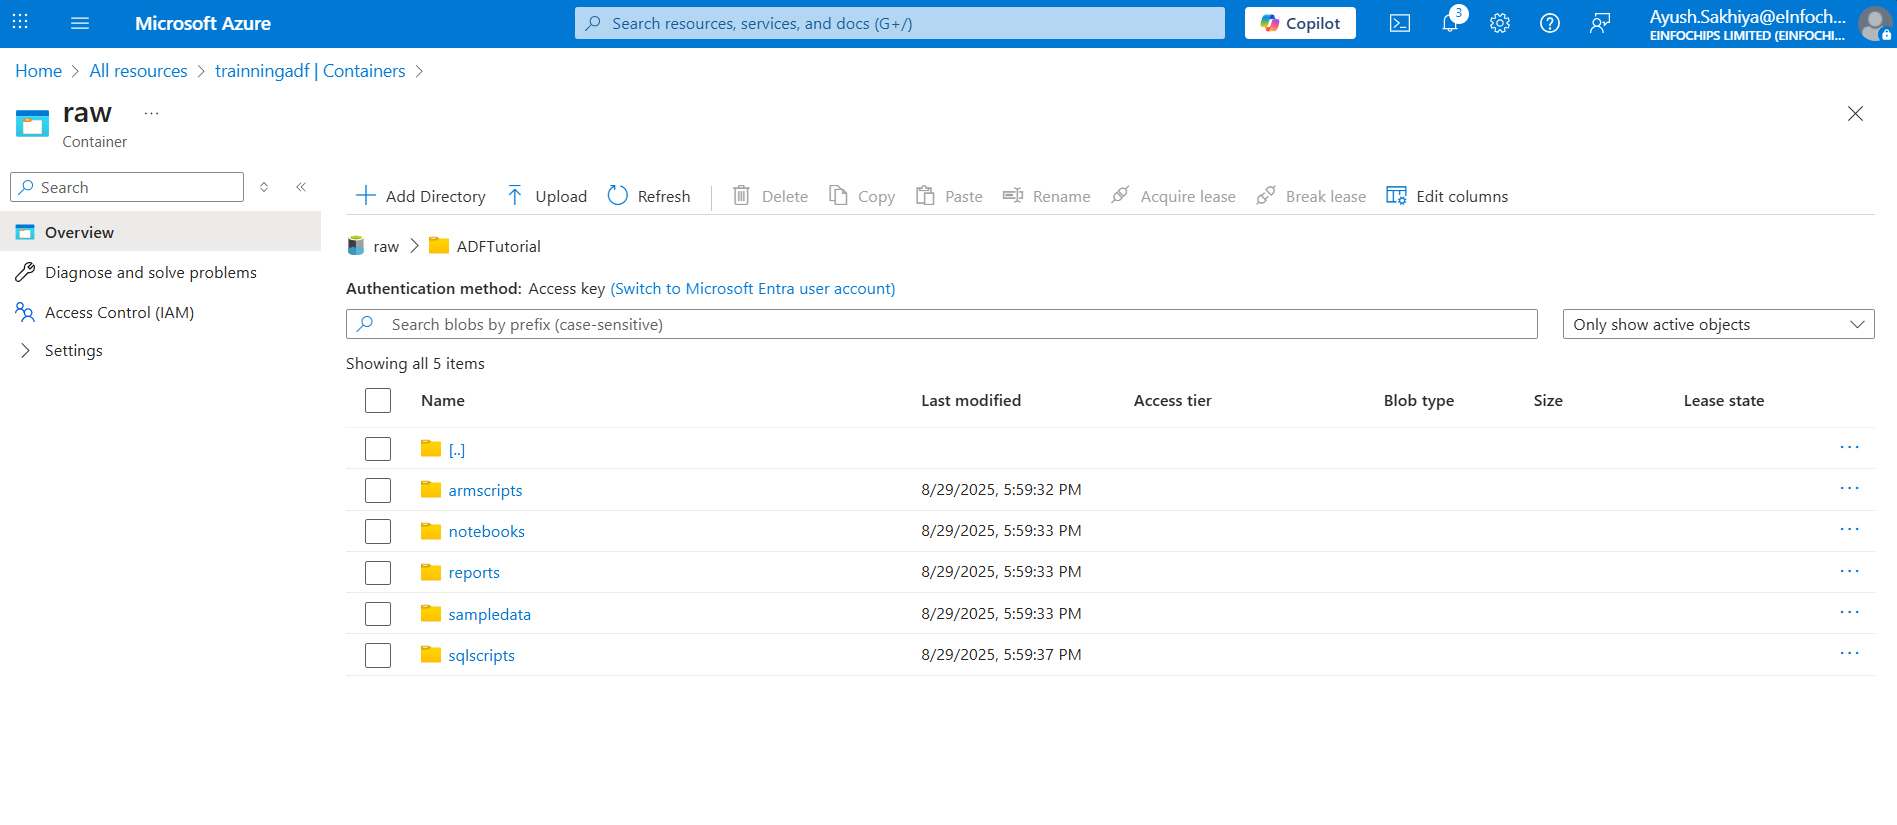 Microsoft Azure
Search resources, services, and docs (G+/)
Copilot
3
Ayush.Sakhiya@eInfoch...
EINFOCHIPS LIMITED (EINFOCHI...
Home > All resources > trainningadf | Containers >
raw ...
Container
Search
Overview
Diagnose and solve problems
Access Control (IAM)
Settings
Add Directory Upload Refresh Delete Copy Paste Rename Acquire lease Break lease Edit columns
raw > ADFTutorial
Authentication method: Access key (Switch to Microsoft Entra user account)
Search blobs by prefix (case-sensitive)
Only show active objects
Showing all 5 items
Name Last modified Access tier Blob type Size Lease state
[..] ...
armscripts 8/29/2025, 5:59:32 PM ...
notebooks 8/29/2025, 5:59:33 PM ...
reports 8/29/2025, 5:59:33 PM ...
sampledata 8/29/2025, 5:59:33 PM ...
sqlscripts 8/29/2025, 5:59:37 PM ...